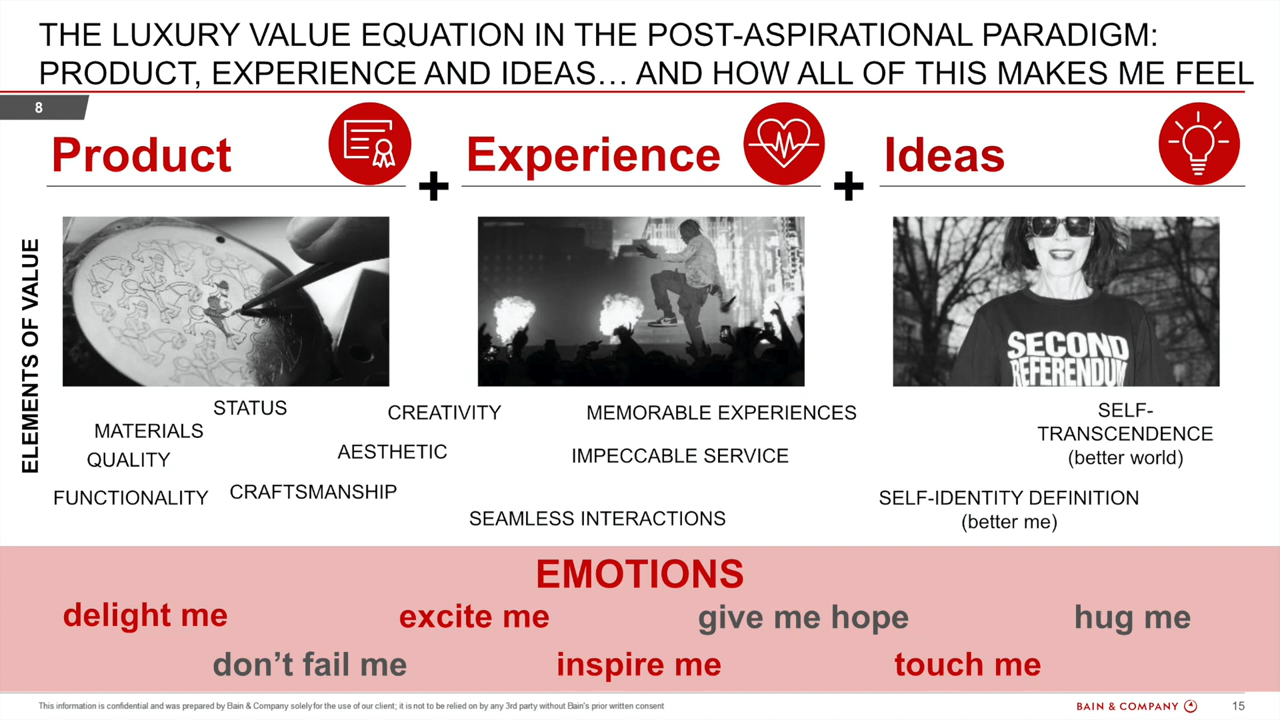 THE LUXURY VALUE EQUATION IN THE POST-ASPIRATIONAL PARADIGM:
PRODUCT, EXPERIENCE AND IDEAS… AND HOW ALL OF THIS MAKES ME FEEL
8
Product
+
Experience
+
Ideas
ELEMENTS OF VALUE
SECOND
REFERENDUM
STATUS
MATERIALS
QUALITY
FUNCTIONALITY
CRAFTSMANSHIP
CREATIVITY
AESTHETIC
MEMORABLE EXPERIENCES
IMPECCABLE SERVICE
SEAMLESS INTERACTIONS
SELF-
TRANSCENDENCE
(better world)
SELF-IDENTITY DEFINITION
(better me)
EMOTIONS
delight me
excite me
give me hope
hug me
don’t fail me
inspire me
touch me
This information is confidential and was prepared by Bain & Company solely for the use of our client; it is not to be relied on by any 3rd party without Bain's prior written consent
BAIN & COMPANY
15